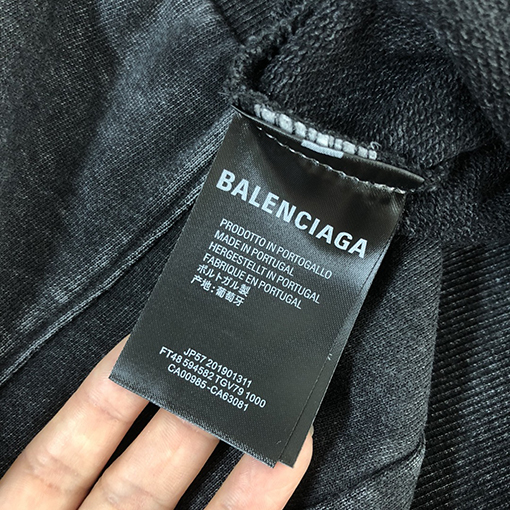 BALENCIAGA
PRODOTTO IN PORTOGALLO
MADE IN PORTUGAL
HERGESTELLT IN PORTUGAL
FABRIQUE EN PORTUGAL
ポルトガル製
产地:葡萄牙
JP57 201901311
FT48 594582 TGV79 1000
CA00985-CA63081